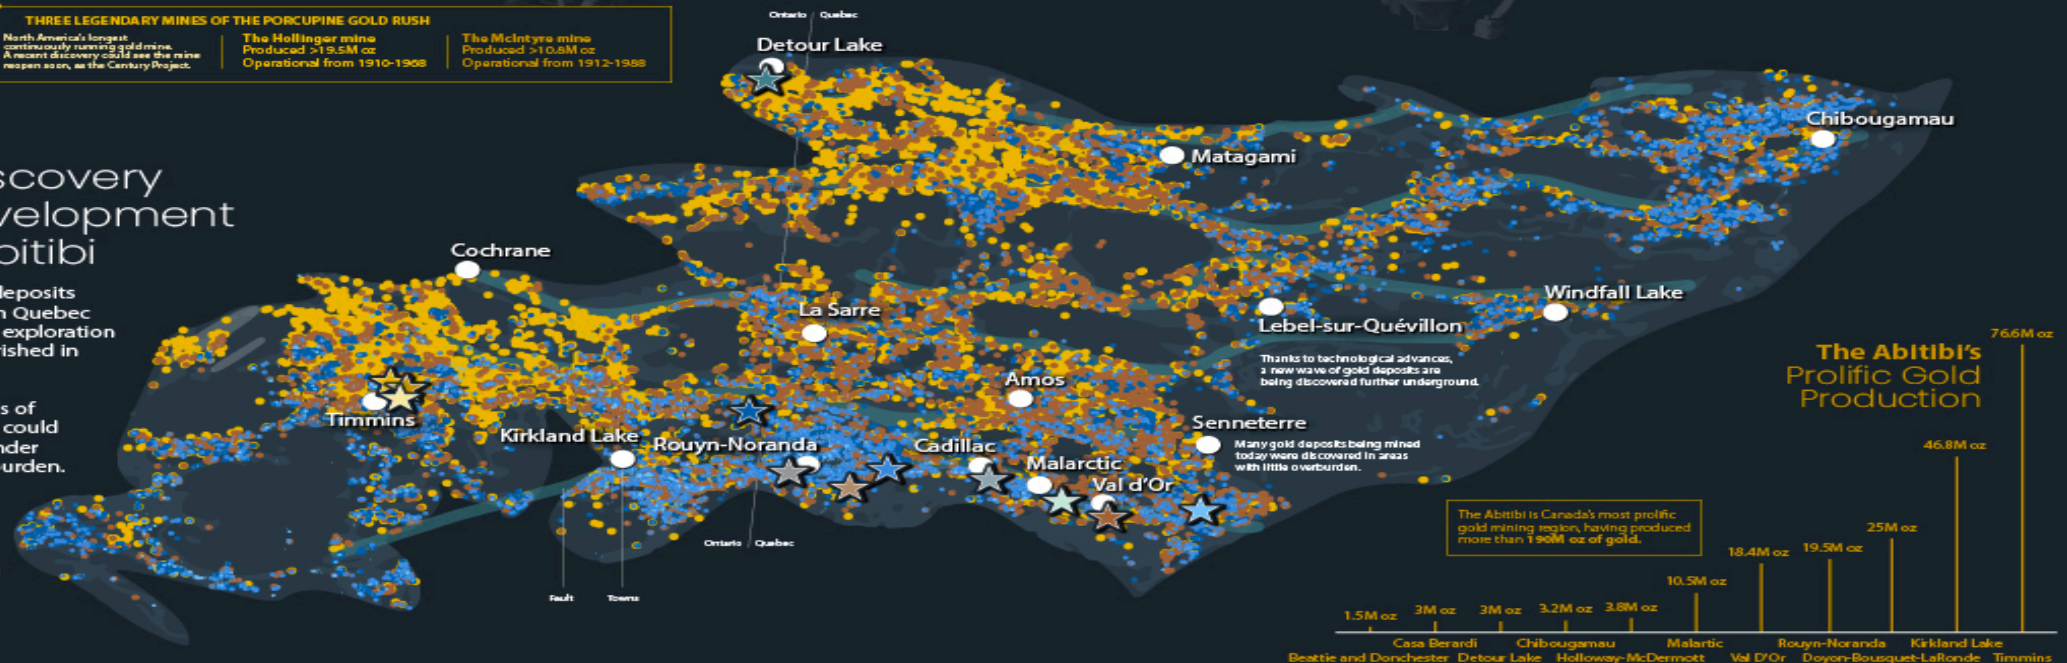 THREE LEGENDARY MINES OF THE PORCUPINE GOLD RUSH
North America's longest
continuously running gold mine.
A recent discovery could see the mine
reopen soon, as the Century Project.
The Hollinger mine
Produced >19.5M oz
Operational from 1910-1968
The McIntyre mine
Produced >10.8M oz
Operational from 1912-1988
Ontario Quebec
Detour Lake
Chibougamau
Matagami
scovery
velopment
bitibi
Cochrane
deposits
n Quebec
exploration
ished in
Windfall Lake
La Sarre
Lebel-sur-Quévillon
Thanks to technological advances,
a new wave of gold deposits are
being discovered further underground.
76.6M oz
The Abitibi's
Prolific Gold
Production
Amos
s of
could
nder
urden.
Timmins
Kirkland Lake
Rouyn-Noranda
Cadillac
Senneterre
Many gold deposits being mined
today were discovered in areas
with little overburden.
Malarctic
Val d'Or
46.8M oz
The Abitibi is Canada's most prolific
gold mining region, having produced
more than 190M oz of gold.
Ontario Quebec
Fault
Towns
1.5M oz
3M oz
3M oz
3.2M oz
3.8M oz
10.5M oz
18.4M oz
19.5M oz
25M oz
Casa Berardi Chibougamau Malartic Rouyn-Noranda Kirkland Lake
Beattie and Donchester Detour Lake Holloway-McDermott Val D'Or Doyon-Bousquet-LaRonde Timmins